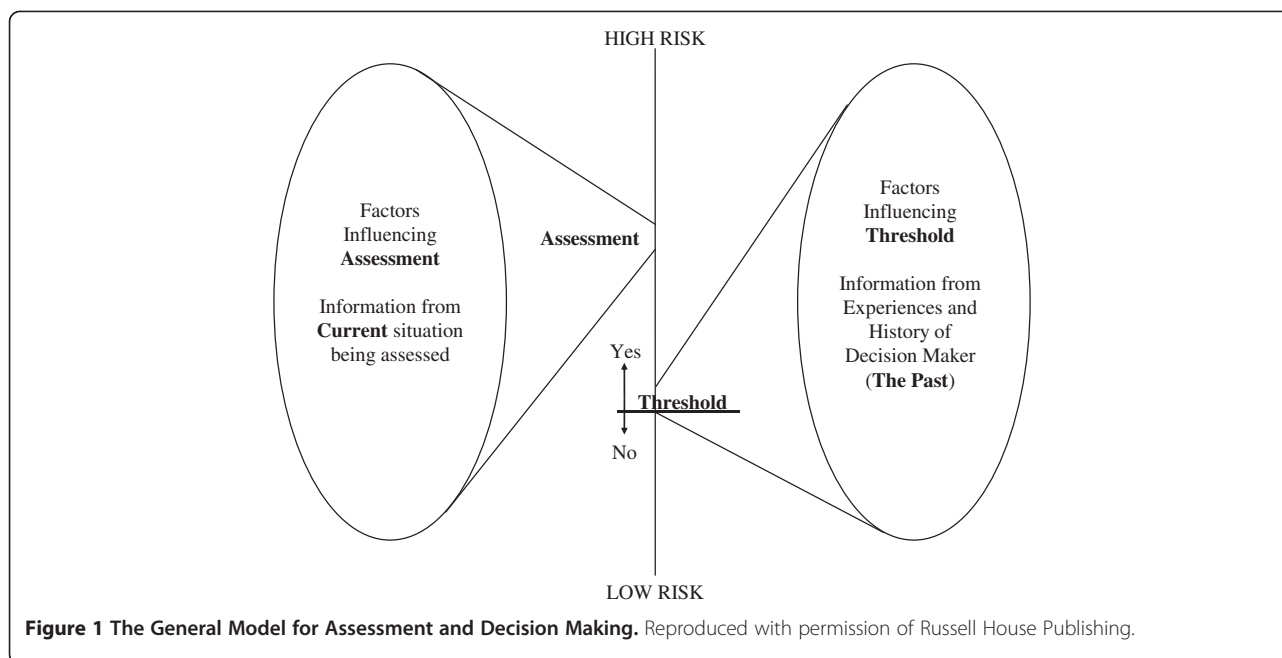 HIGH RISK
Factors
Influencing
Assessment
Information from
Current situation
being assessed
Assessment
Yes
Threshold
No
Factors
Influencing
Threshold
Information from
Experiences and
History of
Decision Maker
(The Past)
LOW RISK
Figure 1 The General Model for Assessment and Decision Making. Reproduced with permission of Russell House Publishing.